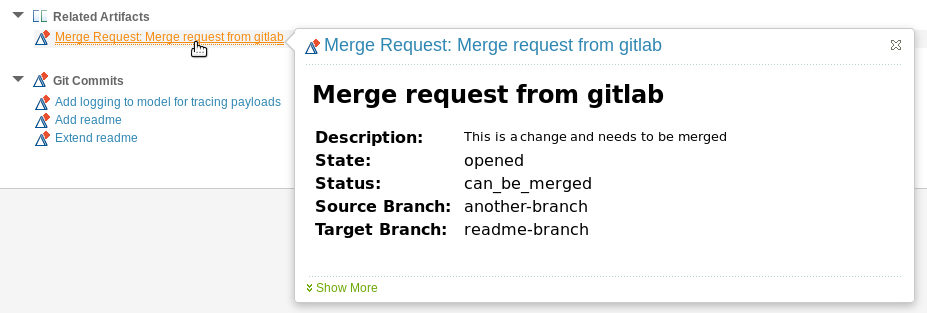 Related Artifacts
Merge Request: Merge request from gitlab
Git Commits
Add logging to model for tracing payloads
Add readme
Extend readme
Merge Request: Merge request from gitlab
Merge request from gitlab
Description: This is a change and needs to be merged
State: opened
Status: can_be_merged
Source Branch: another-branch
Target Branch: readme-branch
Show More